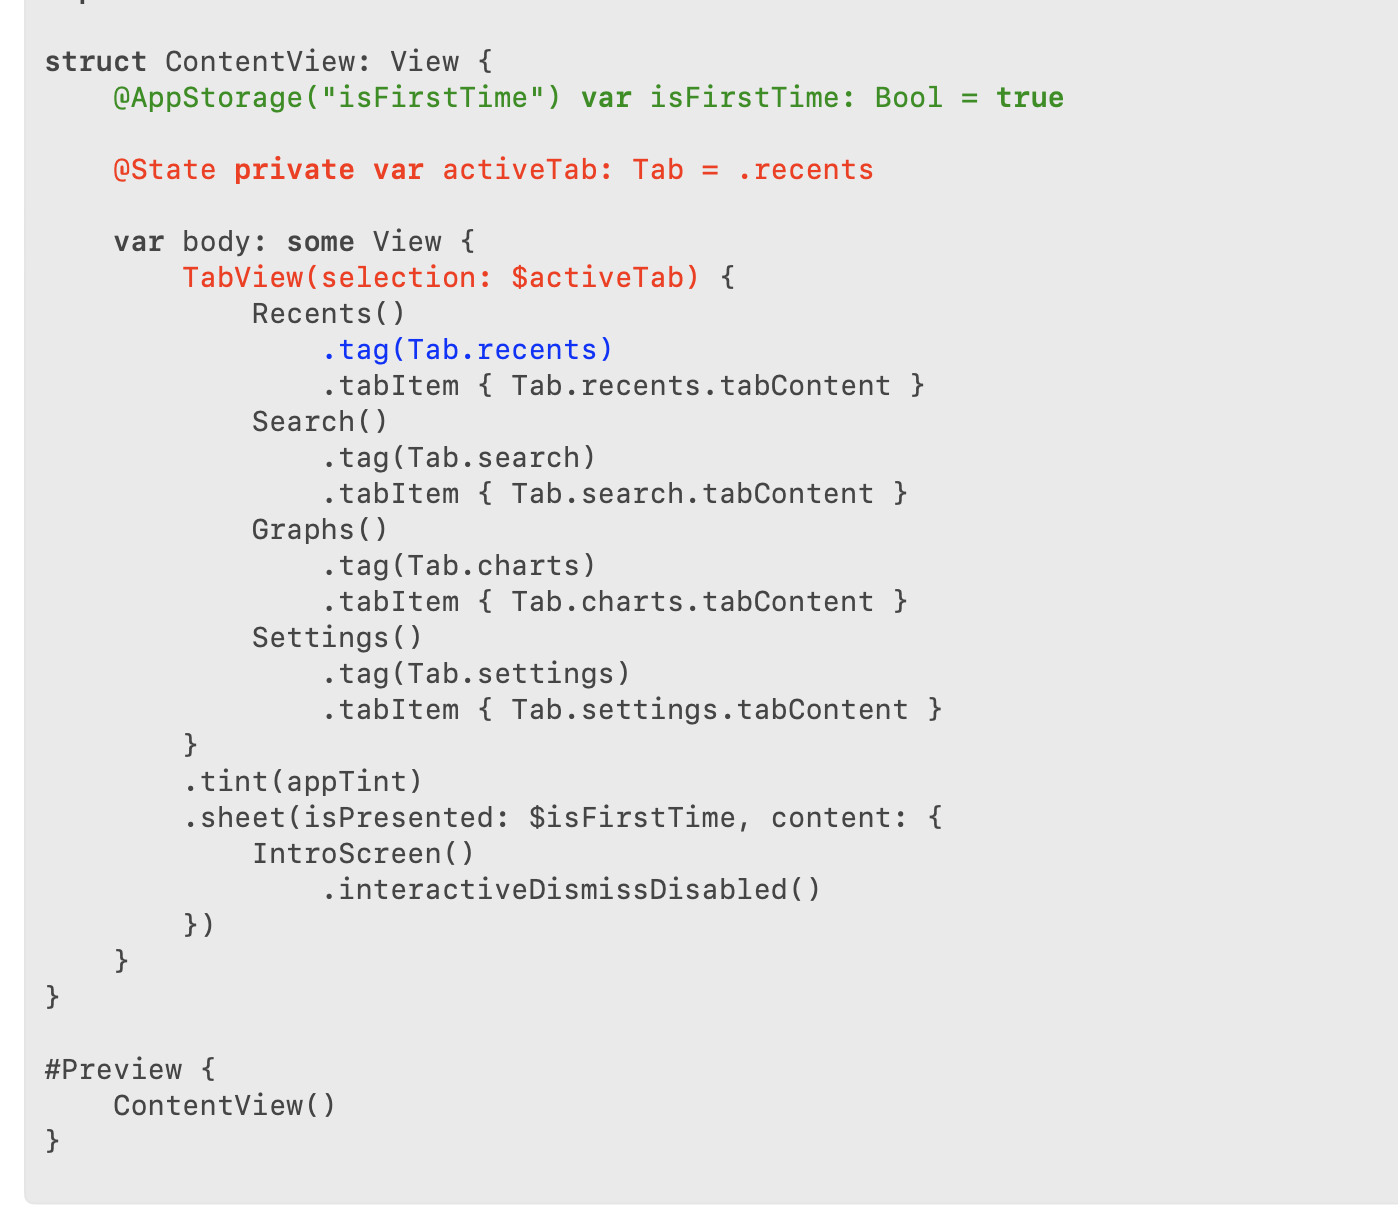 struct ContentView: View {
    @AppStorage("isFirstTime") var isFirstTime: Bool = true

    @State private var activeTab: Tab = .recents

    var body: some View {
        TabView(selection: $activeTab) {
            Recents()
                .tag(Tab.recents)
                .tabItem { Tab.recents.tabContent }
            Search()
                .tag(Tab.search)
                .tabItem { Tab.search.tabContent }
            Graphs()
                .tag(Tab.charts)
                .tabItem { Tab.charts.tabContent }
            Settings()
                .tag(Tab.settings)
                .tabItem { Tab.settings.tabContent }
        }
        .tint(appTint)
        .sheet(isPresented: $isFirstTime, content: {
            IntroScreen()
                .interactiveDismissDisabled()
        })
    }
}

#Preview {
    ContentView()
}